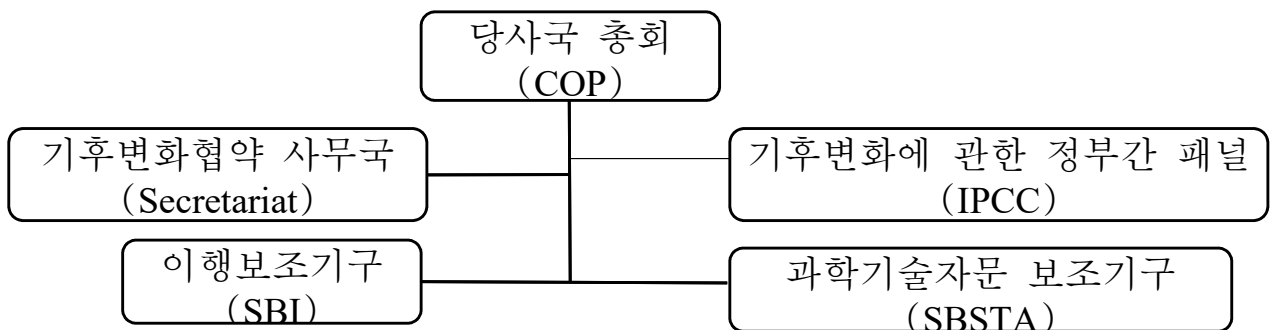 당사국 총회
(COP)
기후변화협약 사무국
(Secretariat)
기후변화에 관한 정부간 패널
(IPCC)
이행보조기구
(SBI)
과학기술자문 보조기구
(SBSTA)